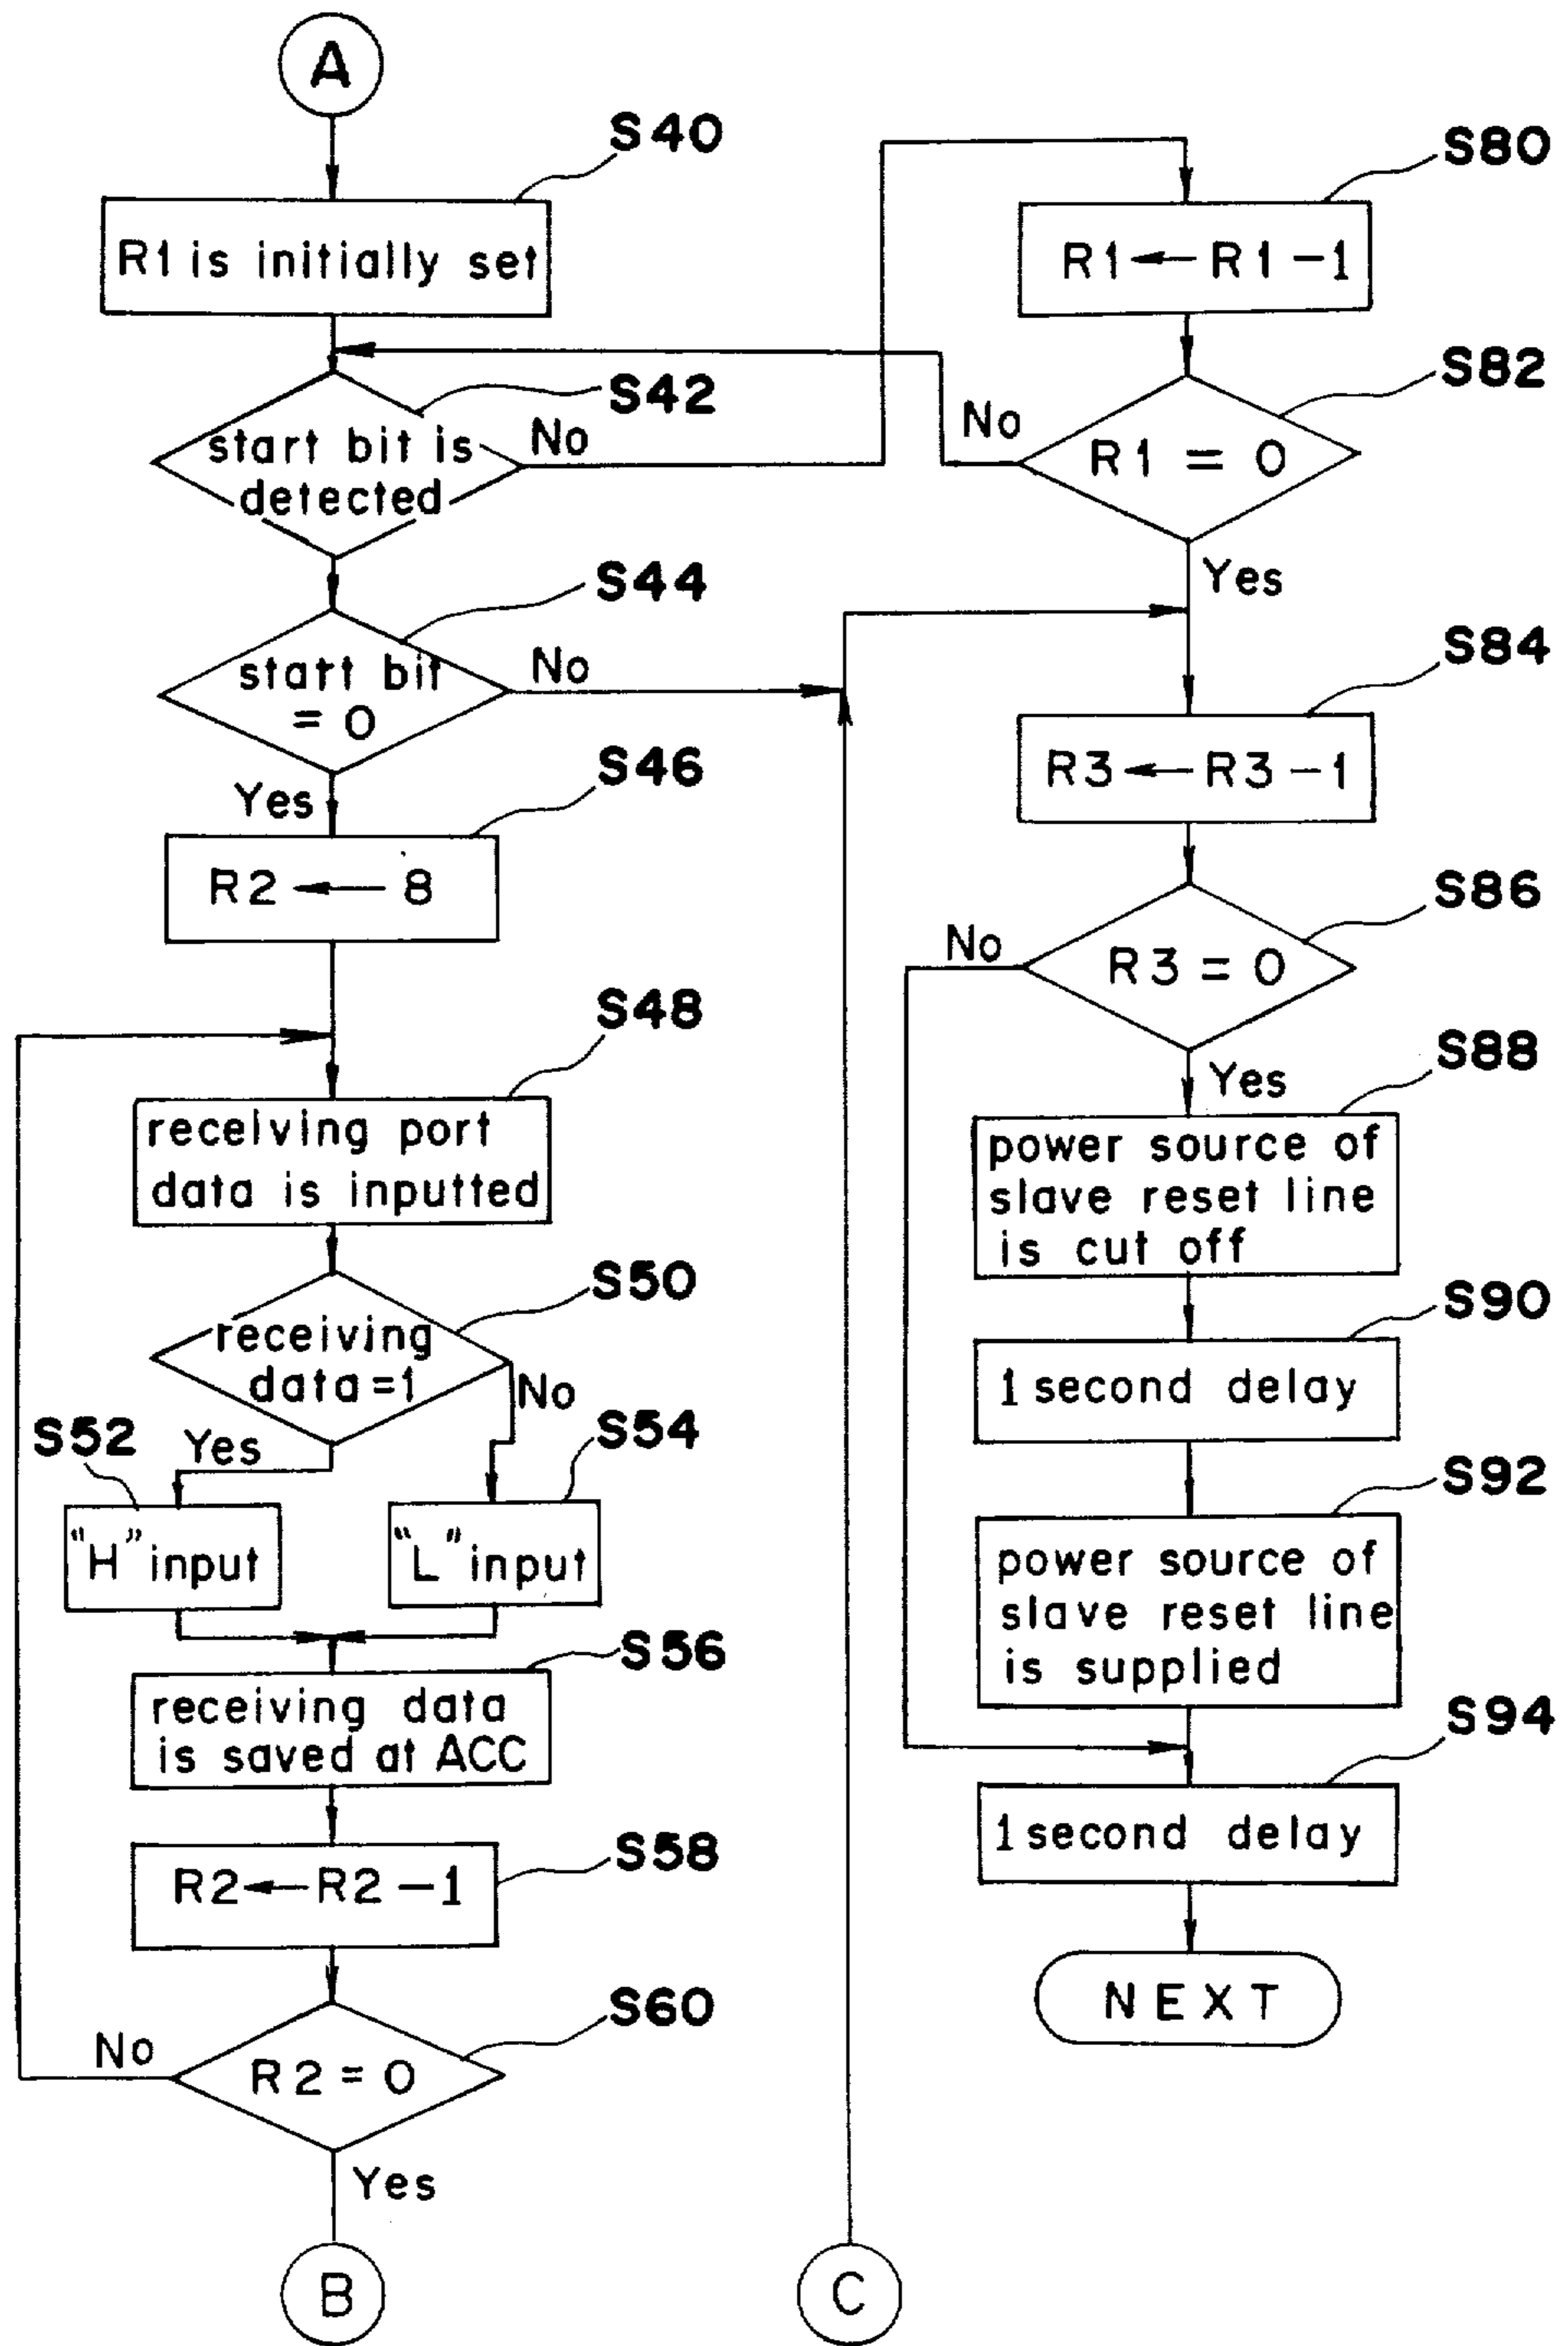 A
S40
R1 is initially set
S42
start bit is
detected
No
S44
start bit
= 0
No
Yes
S46
R2 ← 8
S48
receiving port
data is inputted
S50
receiving
data=1
No
Yes
S52
"H" input
S54
"L" input
S56
receiving data
is saved at ACC
S58
R2←R2-1
S60
R2 = 0
No
Yes
B
S80
R1←R1-1
S82
R1 = 0
No
Yes
S84
R3←R3-1
S86
R3 = 0
No
Yes
S88
power source of
slave reset line
is cut off
S90
1 second delay
S92
power source of
slave reset line
is supplied
S94
1 second delay
NEXT
C